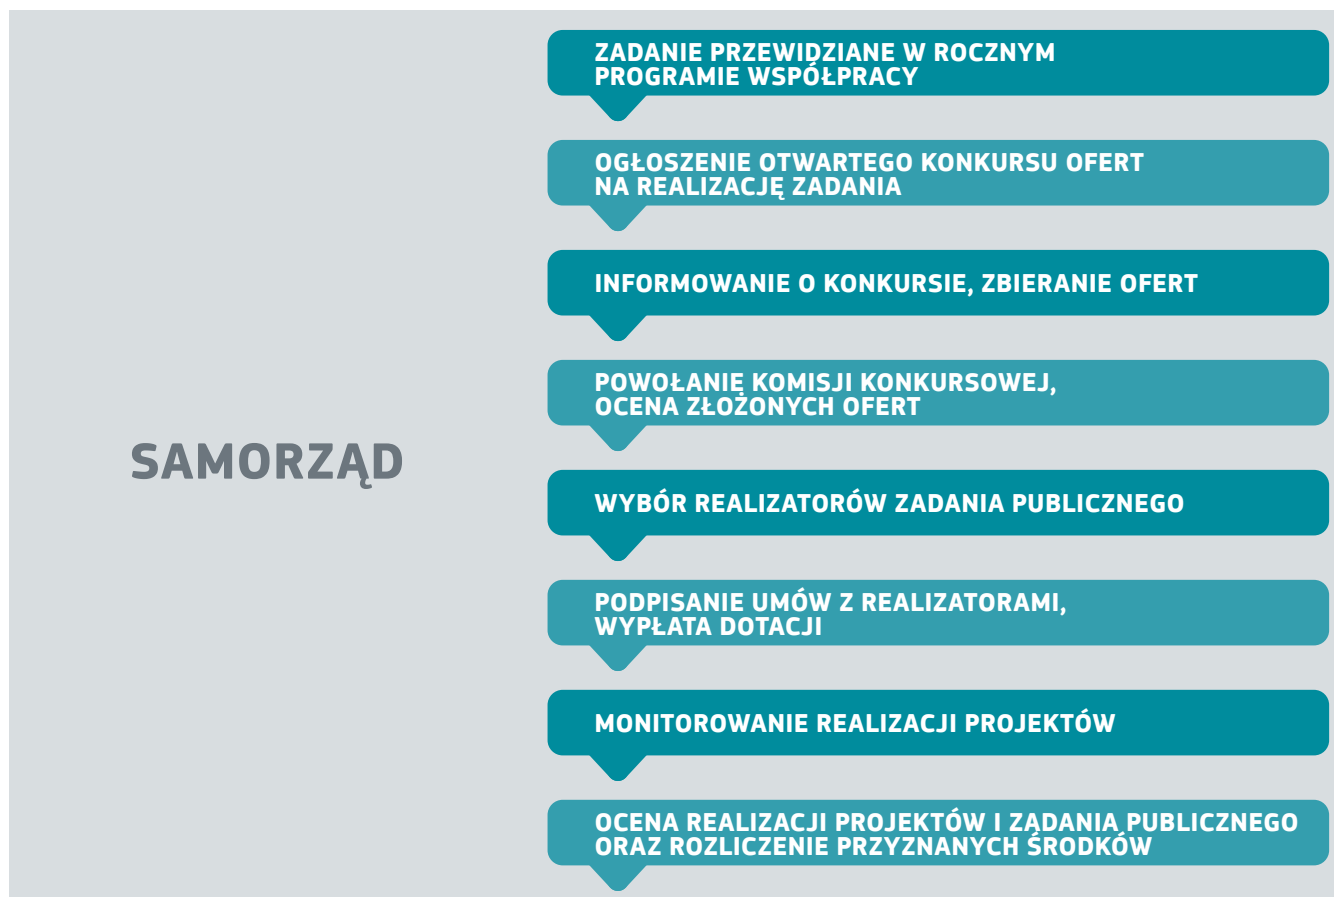 ZADANIE PRZEWIDZIANE W ROCZNYM
PROGRAMIE WSPÓŁPRACY
OGŁOSZENIE OTWARTEGO KONKURSU OFERT
NA REALIZACJĘ ZADANIA
INFORMOWANIE O KONKURSIE, ZBIERANIE OFERT
POWOŁANIE KOMISJI KONKURSOWEJ,
OCENA ZŁOŻONYCH OFERT
SAMORZĄD
WYBÓR REALIZATORÓW ZADANIA PUBLICZNEGO
PODPISANIE UMÓW Z REALIZATORAMI,
WYPŁATA DOTACJI
MONITOROWANIE REALIZACJI PROJEKTÓW
OCENA REALIZACJI PROJEKTÓW I ZADANIA PUBLICZNEGO
ORAZ ROZLICZENIE PRZYZNANYCH ŚRODKÓW